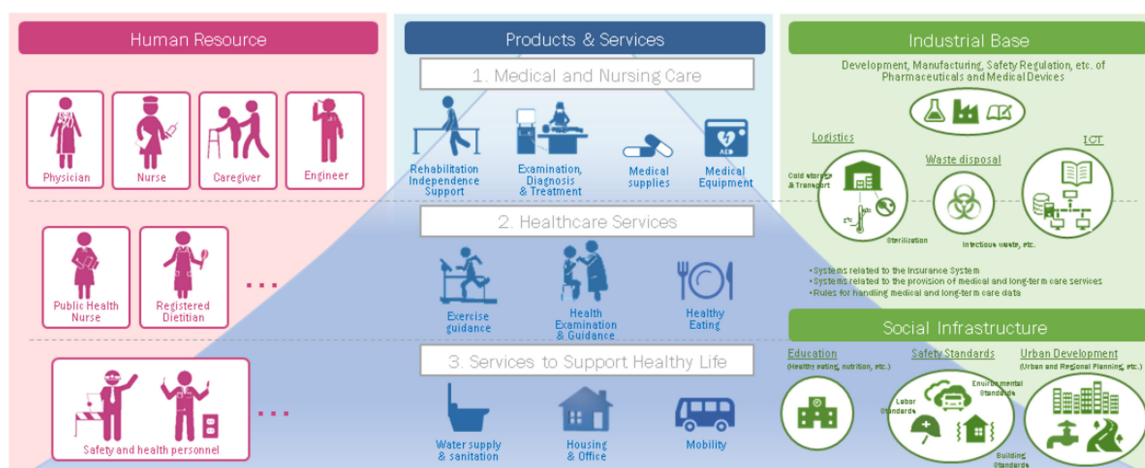 Human Resource
Physician
Nurse
Caregiver
Engineer
Public Health
Nurse
Registered
Dietitian
...
Safety and health personnel
...
Products & Services
1. Medical and Nursing Care
Rehabilitation
Independence
Support
Examination,
Diagnosis
& Treatment
Medical
supplies
AED
Medical
Equipment
2. Healthcare Services
Exercise
guidance
Health
Examination
& Guidance
Healthy
Eating
3. Services to Support Healthy Life
Water supply
& sanitation
Housing
& Office
Mobility
Industrial Base
Development, Manufacturing, Safety Regulation, etc. of
Pharmaceuticals and Medical Devices
Logistics
Cold storage
& Transport
Sterilization
Waste disposal
Infectious waste, etc.
ICT
•Systems related to the Insurance System
•Systems related to the provision of medical and long-term care services
•Rules for handling medical and long-term care data
Social Infrastructure
Education
(Healthy eating, nutrition, etc.)
Safety Standards
Environmental
Standards
Labor
Standards
Building
Standards
Urban Development
(Urban and Regional Planning, etc.)